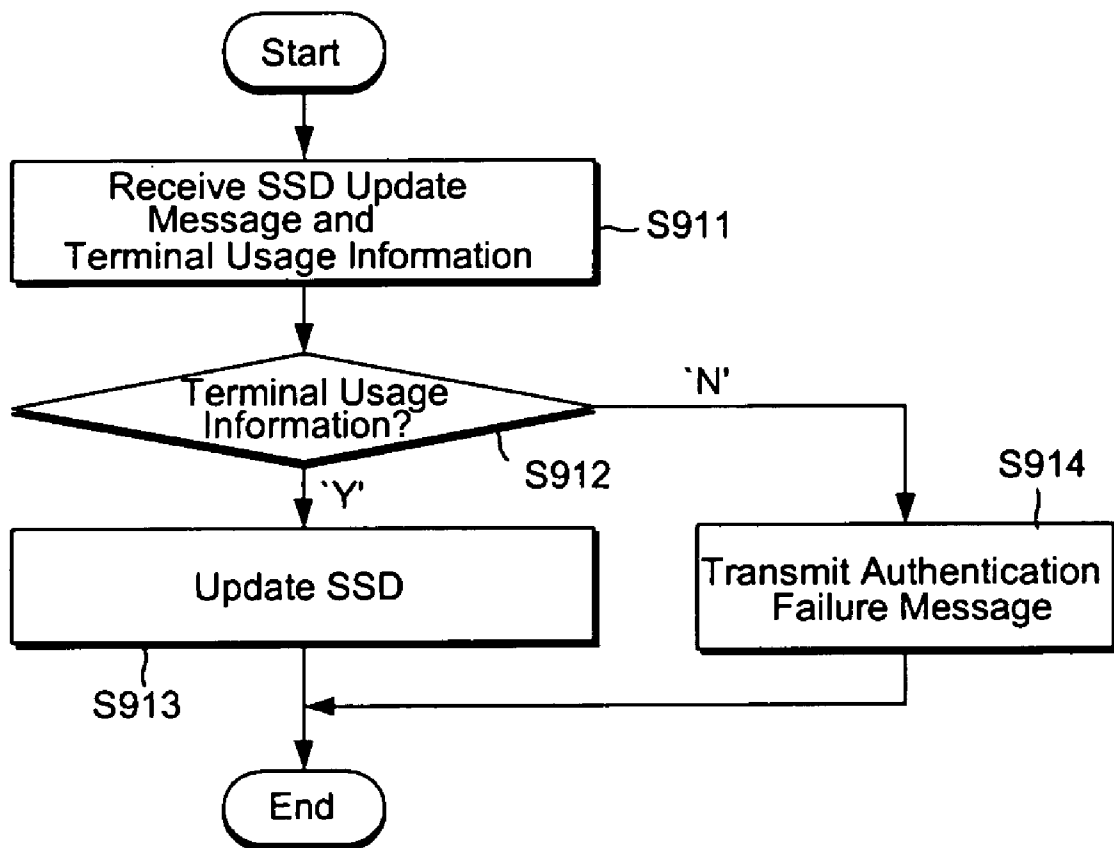 Start
Receive SSD Update
Message and
Terminal Usage Information
S911
Terminal Usage
Information?
S912
`N'
`Y'
S914
Update SSD
S913
Transmit Authentication
Failure Message
End